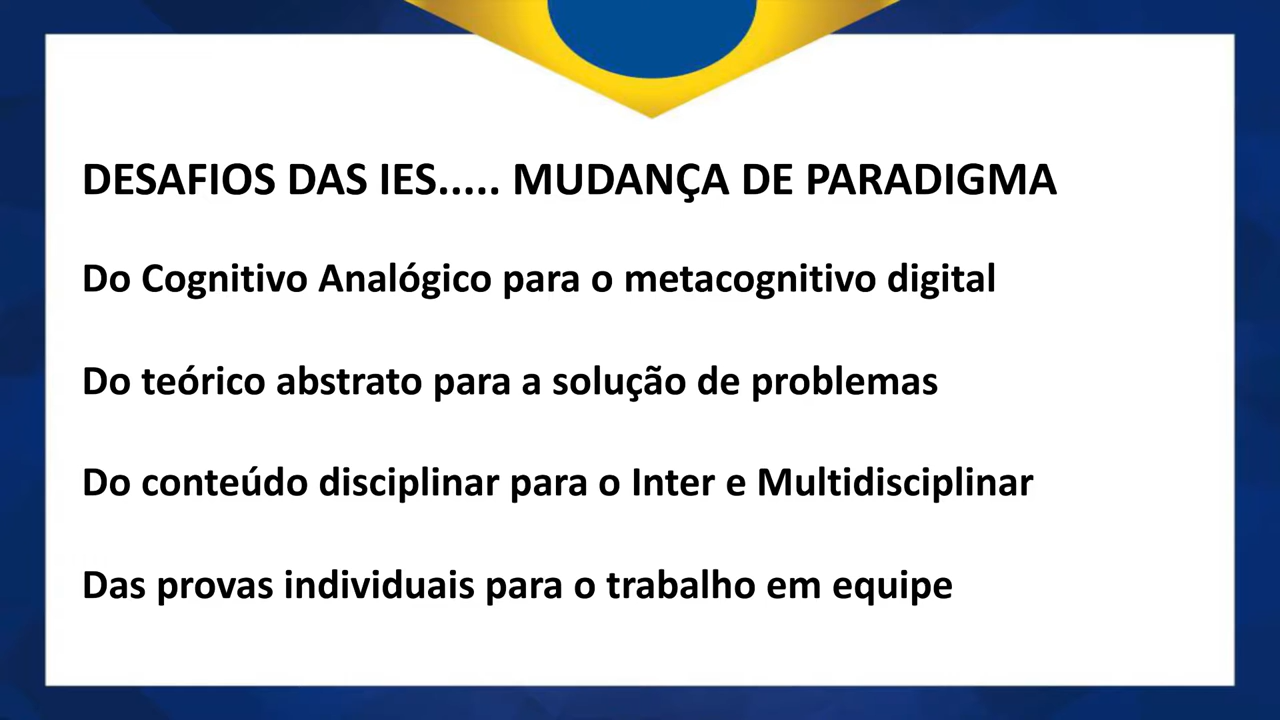 DESAFIOS DAS IES..... MUDANÇA DE PARADIGMA
Do Cognitivo Analógico para o metacognitivo digital
Do teórico abstrato para a solução de problemas
Do conteúdo disciplinar para o Inter e Multidisciplinar
Das provas individuais para o trabalho em equipe